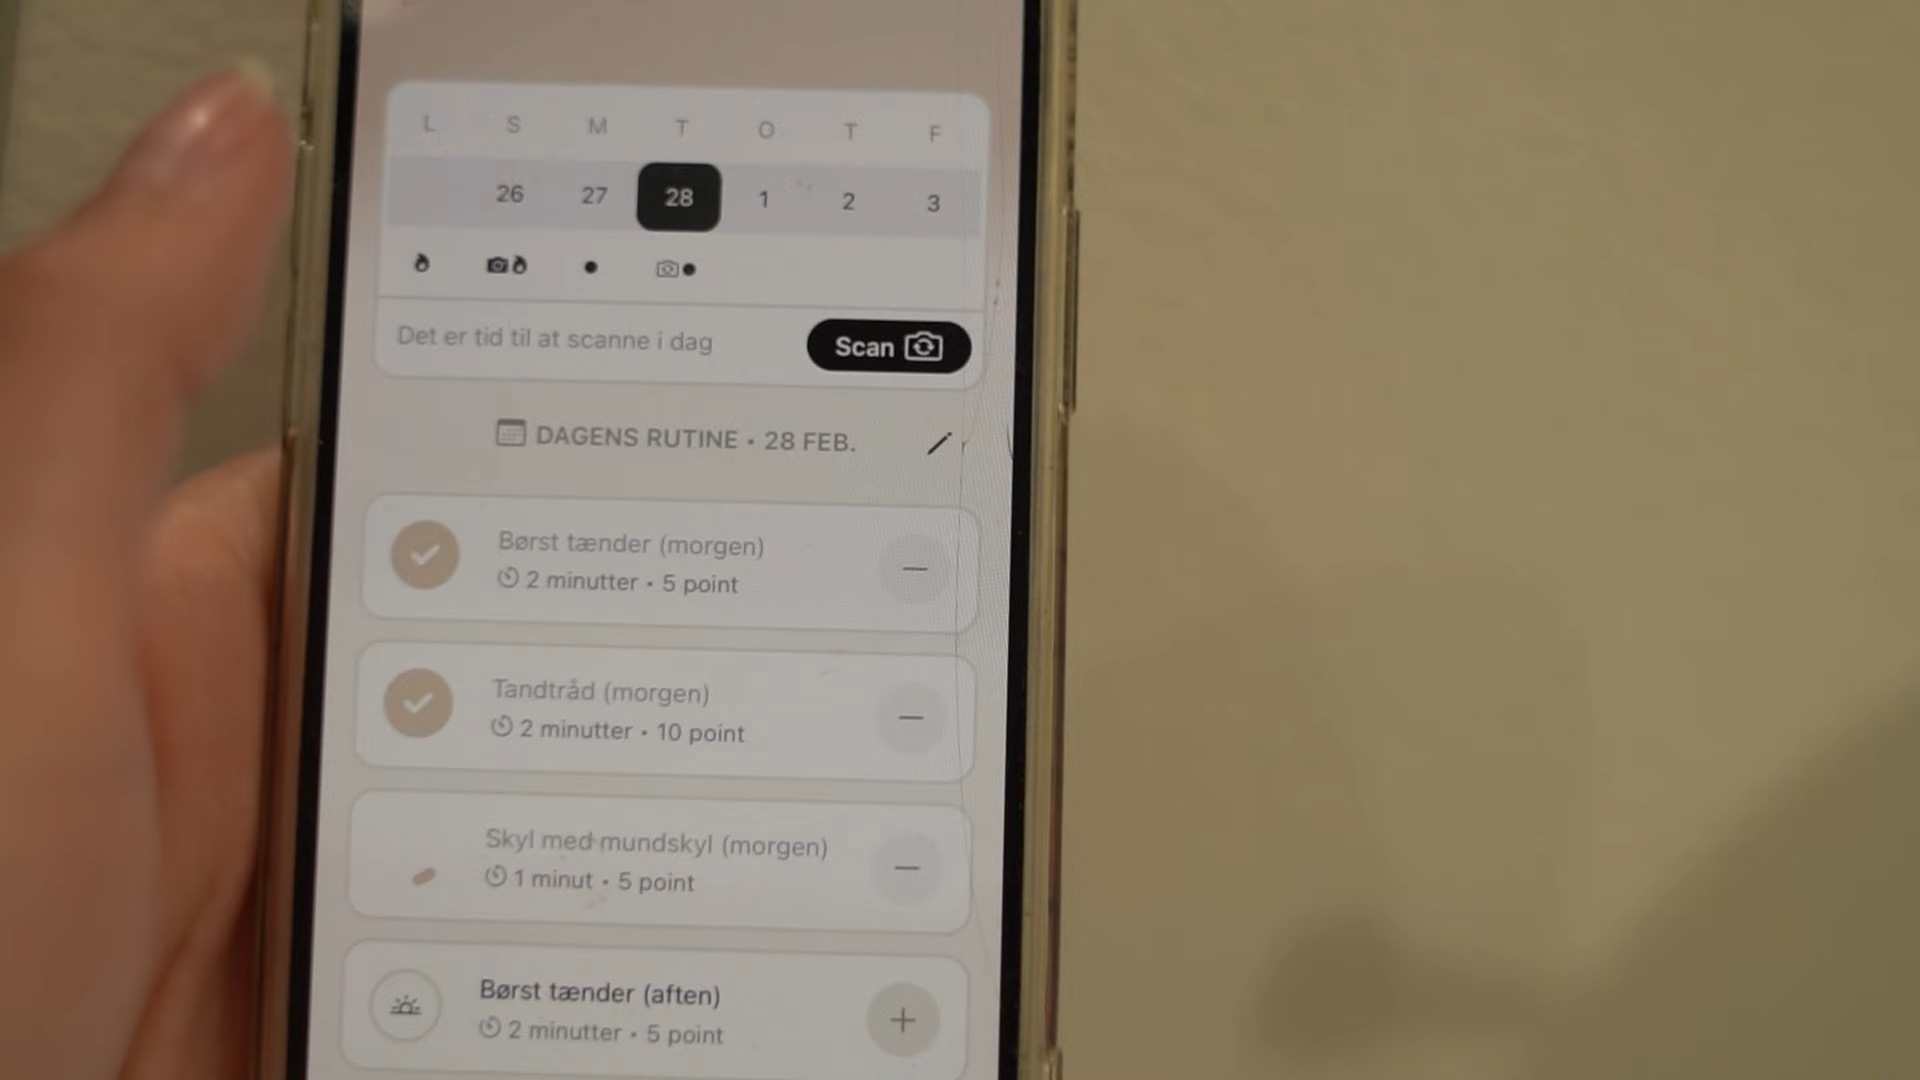 L S M T O T F
26 27 28 1 2 3
Det er tid til at scanne i dag
Scan
DAGENS RUTINE • 28 FEB.
Børst tænder (morgen)
2 minutter • 5 point
Tandtråd (morgen)
2 minutter • 10 point
Skyl med mundskyl (morgen)
1 minut • 5 point
Børst tænder (aften)
2 minutter • 5 point